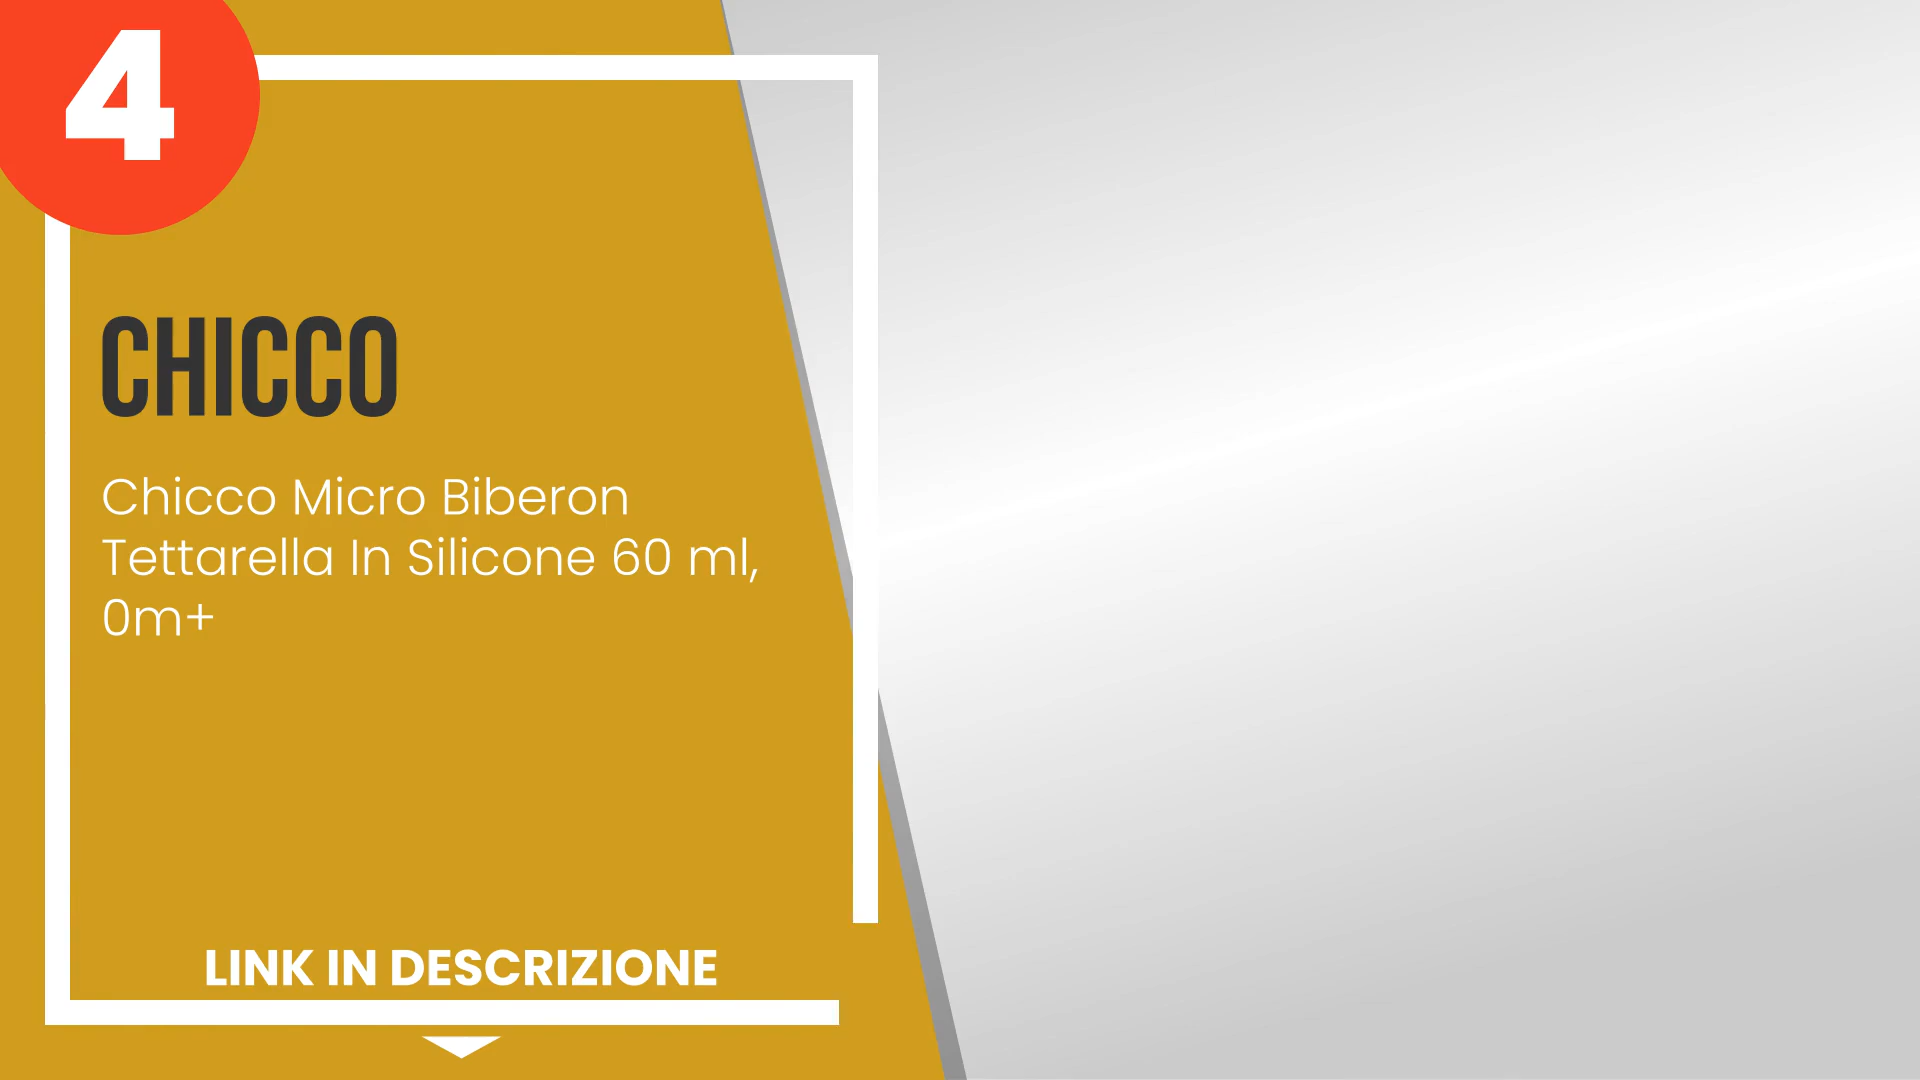 4
CHICCO
Chicco Micro Biberon
Tettarella In Silicone 60 ml,
0m+
LINK IN DESCRIZIONE